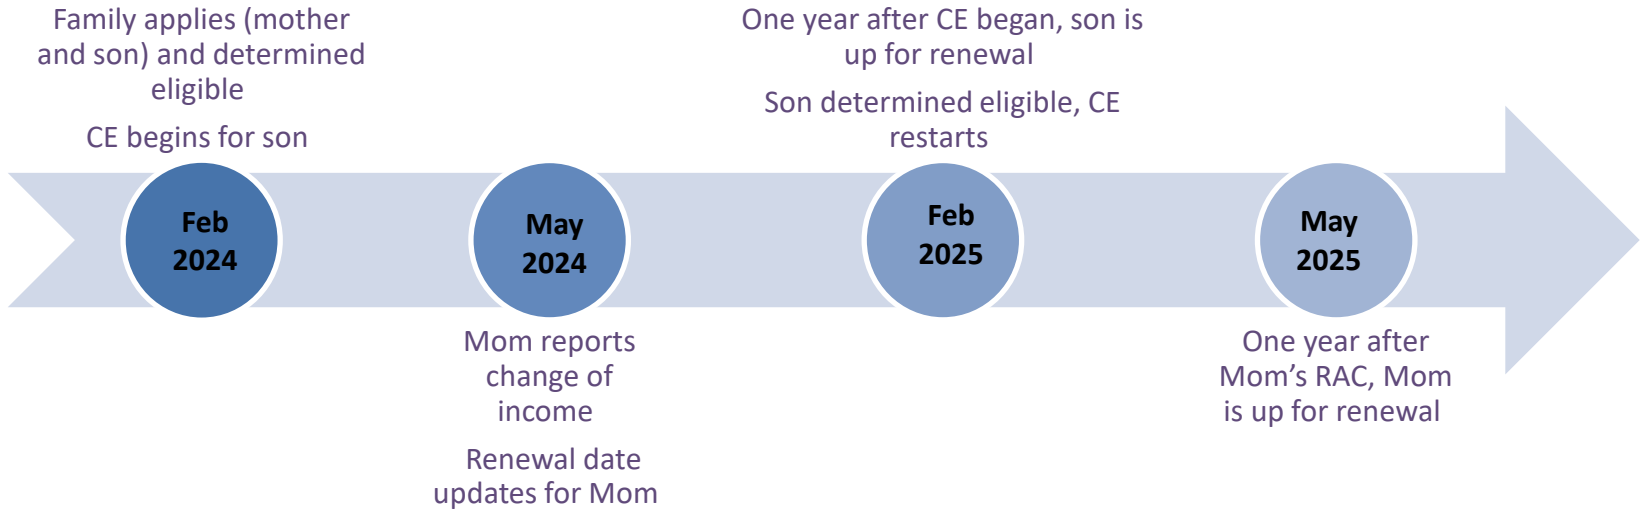 Family applies (mother
and son) and determined
eligible
CE begins for son
Feb
2024
Mom reports
change of
income
Renewal date
updates for Mom
May
2024
One year after CE began, son is
up for renewal
Son determined eligible, CE
restarts
Feb
2025
May
2025
One year after
Mom's RAC, Mom
is up for renewal